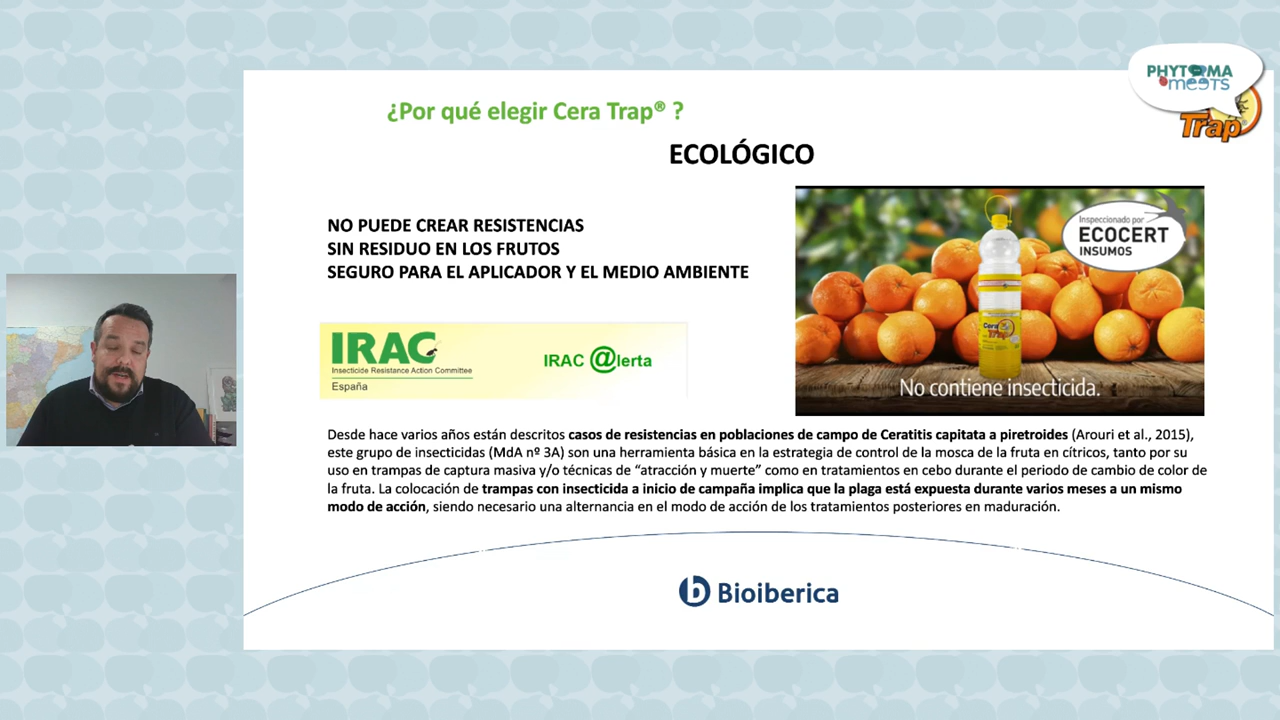 PHYTOMA
meets
Trap
¿Por qué elegir Cera Trap® ?
ECOLÓGICO
NO PUEDE CREAR RESISTENCIAS
SIN RESIDUO EN LOS FRUTOS
SEGURO PARA EL APLICADOR Y EL MEDIO AMBIENTE
Inspeccionado por
ECOCERT
INSUMOS
Cera
Trap
No contiene insecticida.
IRAC
Insecticide Resistance Action Committee
España
IRAC @lerta
Desde hace varios años están descritos casos de resistencias en poblaciones de campo de Ceratitis capitata a piretroides (Arouri et al., 2015),
este grupo de insecticidas (MdA nº 3A) son una herramienta básica en la estrategia de control de la mosca de la fruta en cítricos, tanto por su
uso en trampas de captura masiva y/o técnicas de “atracción y muerte” como en tratamientos en cebo durante el periodo de cambio de color de
la fruta. La colocación de trampas con insecticida a inicio de campaña implica que la plaga está expuesta durante varios meses a un mismo
modo de acción, siendo necesario una alternancia en el modo de acción de los tratamientos posteriores en maduración.
Bioiberica